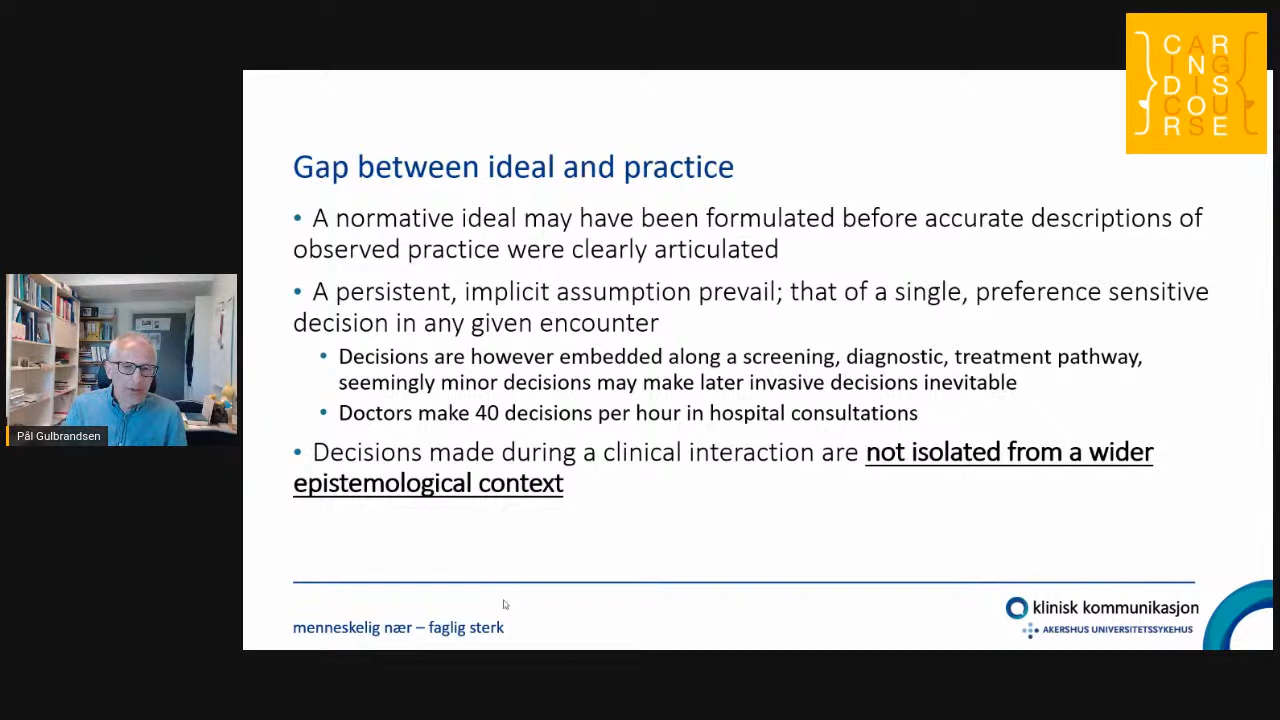 CARING
DISCOURSE
Gap between ideal and practice
• A normative ideal may have been formulated before accurate descriptions of
observed practice were clearly articulated
• A persistent, implicit assumption prevail; that of a single, preference sensitive
decision in any given encounter
• Decisions are however embedded along a screening, diagnostic, treatment pathway,
seemingly minor decisions may make later invasive decisions inevitable
• Doctors make 40 decisions per hour in hospital consultations
Pål Gulbrandsen
• Decisions made during a clinical interaction are not isolated from a wider
epistemological context
klinisk kommunikasjon
AKERSHUS UNIVERSITETSSYKEHUS
menneskelig nær – faglig sterk